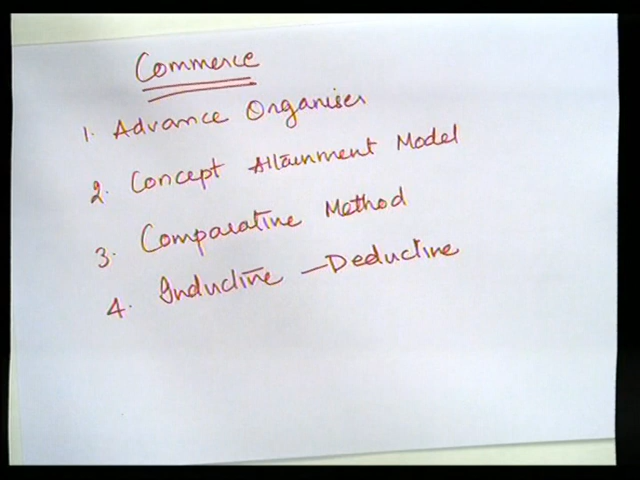 Commerce
1. Advance Organiser
2. Concept Attainment Model
3. Comparative Method
4. Inductive - Deductive